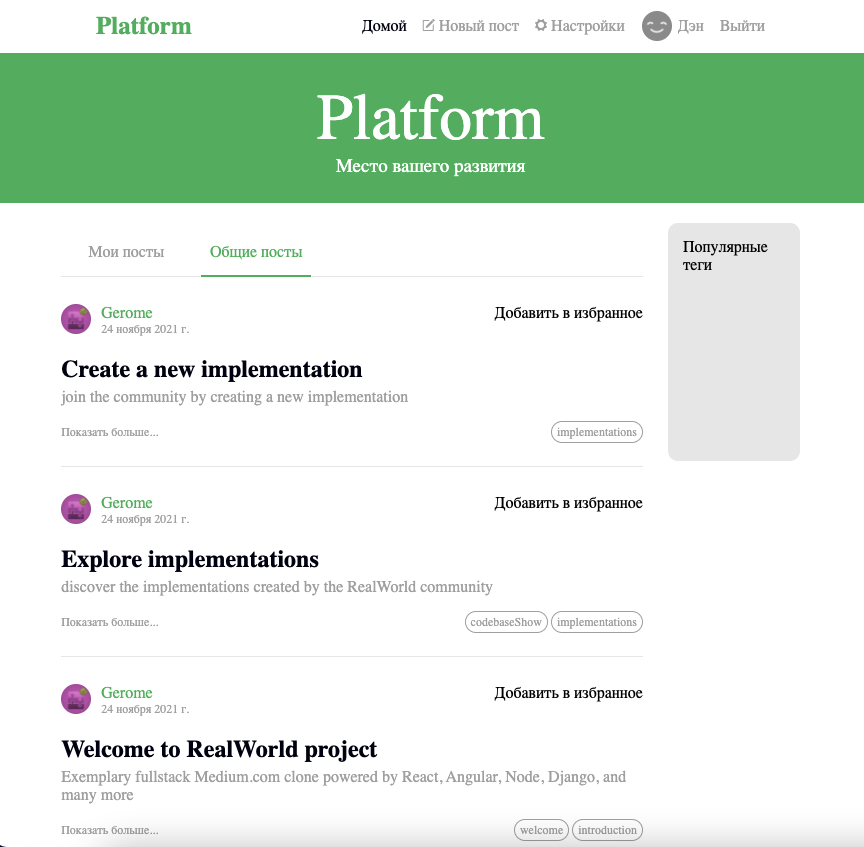 Platform
Домой Новый пост Настройки Дэн Выйти
Platform
Место вашего развития
Мои посты Общие посты
Популярные
теги
Gerome
24 ноября 2021 г.
Добавить в избранное
Create a new implementation
join the community by creating a new implementation
Показать больше...
implementations
Gerome
24 ноября 2021 г.
Добавить в избранное
Explore implementations
discover the implementations created by the RealWorld community
Показать больше...
codebaseShow implementations
Gerome
24 ноября 2021 г.
Добавить в избранное
Welcome to RealWorld project
Exemplary fullstack Medium.com clone powered by React, Angular, Node, Django, and
many more
Показать больше...
welcome introduction